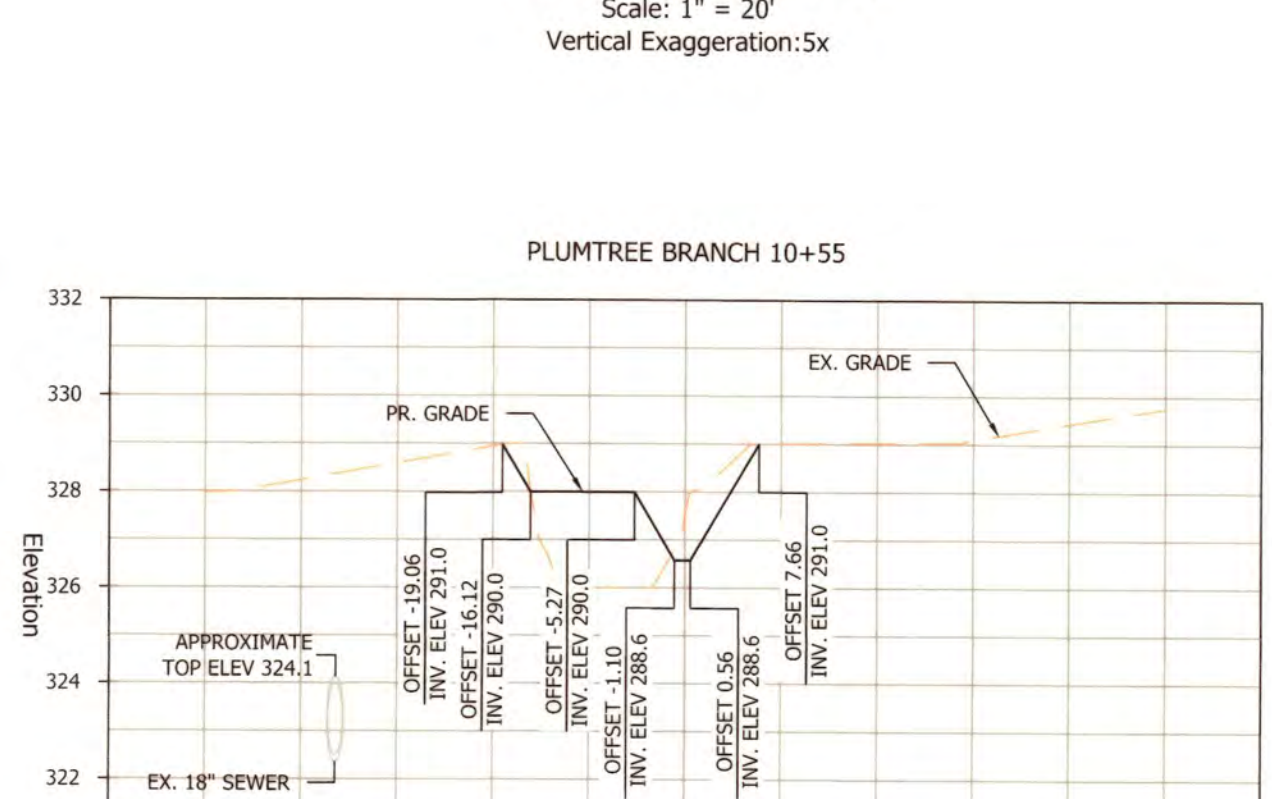 Scale: 1" = 20'
Vertical Exaggeration:5x
PLUMTREE BRANCH 10+55
332
330
328
326
324
322
Elevation
EX. GRADE
PR. GRADE
OFFSET -19.06
INV. ELEV 291.0
OFFSET -16.12
INV. ELEV 290.0
OFFSET -5.27
INV. ELEV 290.0
OFFSET -1.10
INV. ELEV 288.6
OFFSET 0.56
INV. ELEV 288.6
OFFSET 7.66
INV. ELEV 291.0
APPROXIMATE
TOP ELEV 324.1
EX. 18" SEWER